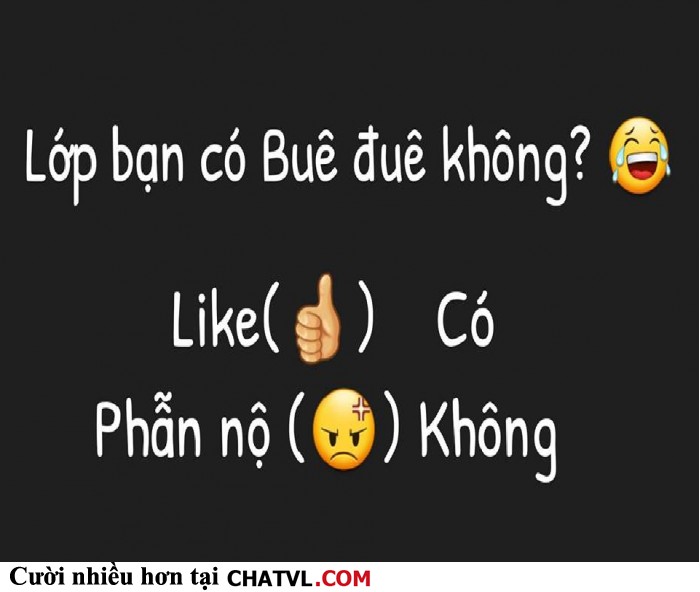 Lớp bạn có Buê đuê không? 😂
Like(👍) Có
Phẫn nộ (💢😠) Không
Cười nhiều hơn tại CHATVL.COM